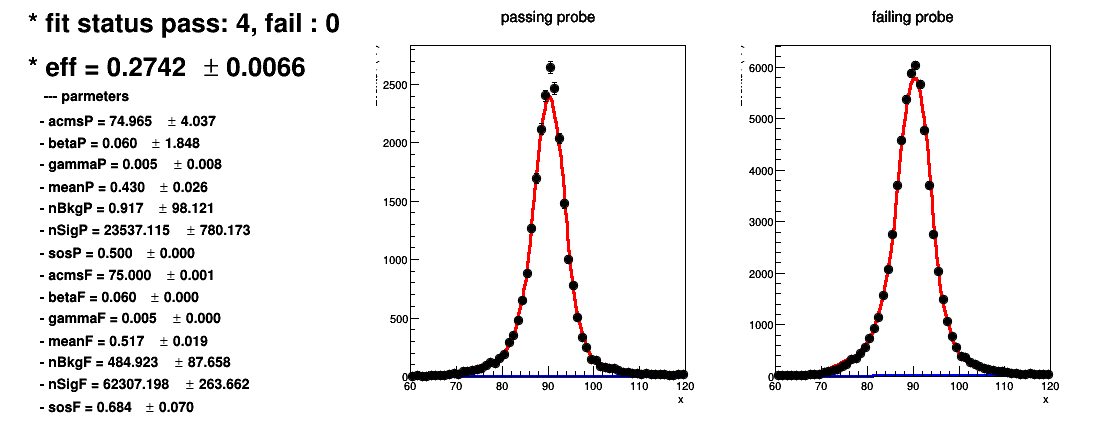 * fit status pass: 4, fail : 0
* eff = 0.2742 ± 0.0066
--- parmeters
- acmsP = 74.965 ± 4.037
- betaP = 0.060 ± 1.848
- gammaP = 0.005 ± 0.008
- meanP = 0.430 ± 0.026
- nBkgP = 0.917 ± 98.121
- nSigP = 23537.115 ± 780.173
- sosP = 0.500 ± 0.000
- acmsF = 75.000 ± 0.001
- betaF = 0.060 ± 0.000
- gammaF = 0.005 ± 0.000
- meanF = 0.517 ± 0.019
- nBkgF = 484.923 ± 87.658
- nSigF = 62307.198 ± 263.662
- sosF = 0.684 ± 0.070
passing probe
2500
2000
1500
1000
500
0
60 70 80 90 100 110 120
x
failing probe
6000
5000
4000
3000
2000
1000
0
60 70 80 90 100 110 120
x